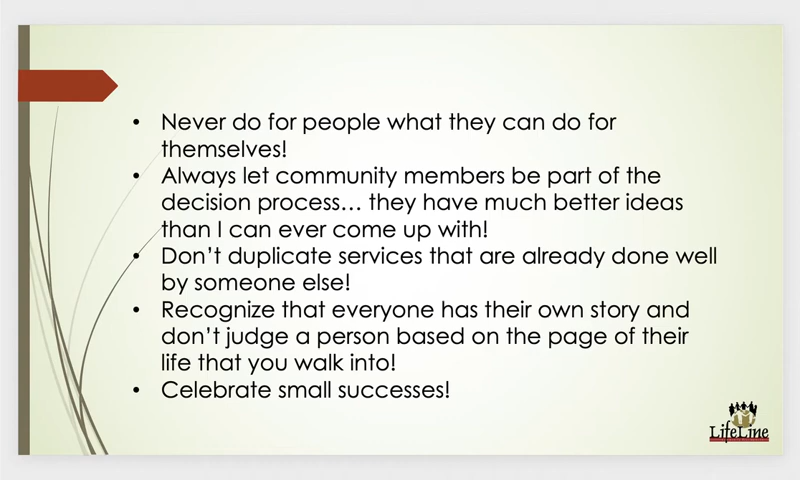 • Never do for people what they can do for
themselves!
• Always let community members be part of the
decision process… they have much better ideas
than I can ever come up with!
• Don’t duplicate services that are already done well
by someone else!
• Recognize that everyone has their own story and
don’t judge a person based on the page of their
life that you walk into!
• Celebrate small successes!
LifeLine